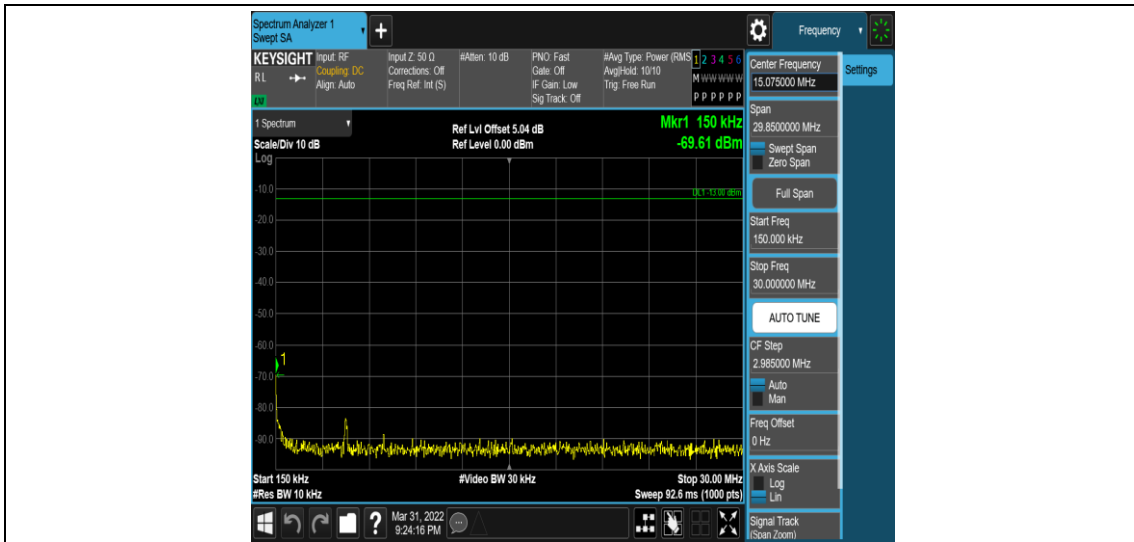 Spectrum Analyzer 1
Swept SA
+
Frequency
KEYSIGHT
RL
LXI
Input: RF
Coupling: DC
Align: Auto
Input Z: 50 Ω
Corrections: Off
Freq Ref: Int (S)
#Atten: 10 dB
PNO: Fast
Gate: Off
IF Gain: Low
Sig Track: Off
#Avg Type: Power (RMS
Avg|Hold: 10/10
Trig: Free Run
1 2 3 4 5 6
M W W W W W
P P P P P P
Center Frequency
15.075000 MHz
Settings
Span
29.8500000 MHz
Swept Span
Zero Span
Full Span
Start Freq
150.000 kHz
Stop Freq
30.000000 MHz
AUTO TUNE
CF Step
2.985000 MHz
Auto
Man
Freq Offset
0 Hz
X Axis Scale
Log
Lin
Signal Track
(Span Zoom)
1 Spectrum
Scale/Div 10 dB
Ref Lvl Offset 5.04 dB
Ref Level 0.00 dBm
Mkr1 150 kHz
-69.61 dBm
Log
DL1 -13.00 dBm
-10.0
-20.0
-30.0
-40.0
-50.0
-60.0
1
-70.0
-80.0
-90.0
Start 150 kHz
#Video BW 30 kHz
Stop 30.00 MHz
#Res BW 10 kHz
Sweep 92.6 ms (1000 pts)
?
Mar 31, 2022
9:24:16 PM